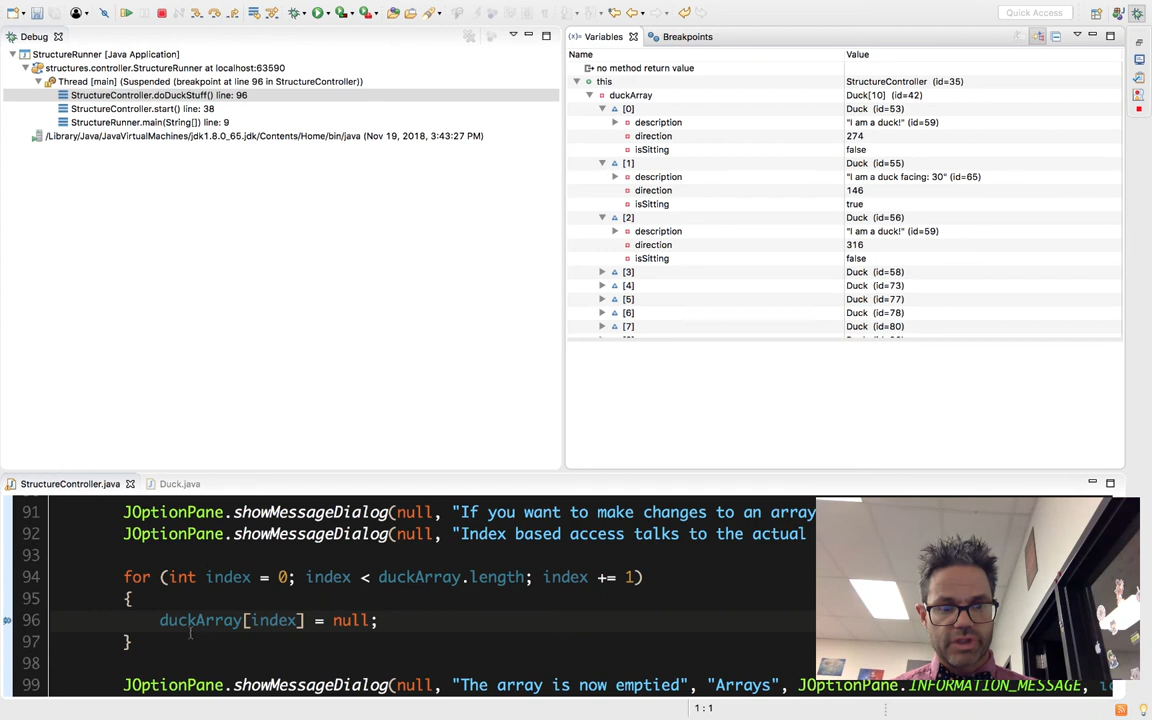 Quick Access
Debug
StructureRunner [Java Application]
structures.controller.StructureRunner at localhost:63590
Thread [main] (Suspended (breakpoint at line 96 in StructureController)
StructureController.doDuckStuff() line: 96
StructureController.start() line: 38
StructureRunner.main(String[]) line: 9
/Library/Java/JavaVirtualMachines/jdk1.8.0_65.jdk/Contents/Home/bin/java (Nov 19, 2018, 3:43:27 PM)
(x)= Variables Breakpoints
Name Value
no method return value
this StructureController (id=35)
duckArray Duck[10] (id=42)
[0] Duck (id=53)
description "I am a duck!" (id=59)
direction 274
isSitting false
[1] Duck (id=55)
description "I am a duck facing: 30" (id=65)
direction 146
isSitting true
[2] Duck (id=56)
description "I am a duck!" (id=59)
direction 316
isSitting false
[3] Duck (id=58)
[4] Duck (id=73)
[5] Duck (id=77)
[6] Duck (id=78)
[7] Duck (id=80)
StructureController.java Duck.java
91 JOptionPane.showMessageDialog(null, "If you want to make changes to an array
92 JOptionPane.showMessageDialog(null, "Index based access talks to the actual
93
94 for (int index = 0; index < duckArray.length; index += 1)
95 {
96 duckArray[index] = null;
97 }
98
99 JOptionPane.showMessageDialog(null, "The array is now emptied", "Arrays", JOptionPane.INFORMATION_MESSAGE,
1 : 1